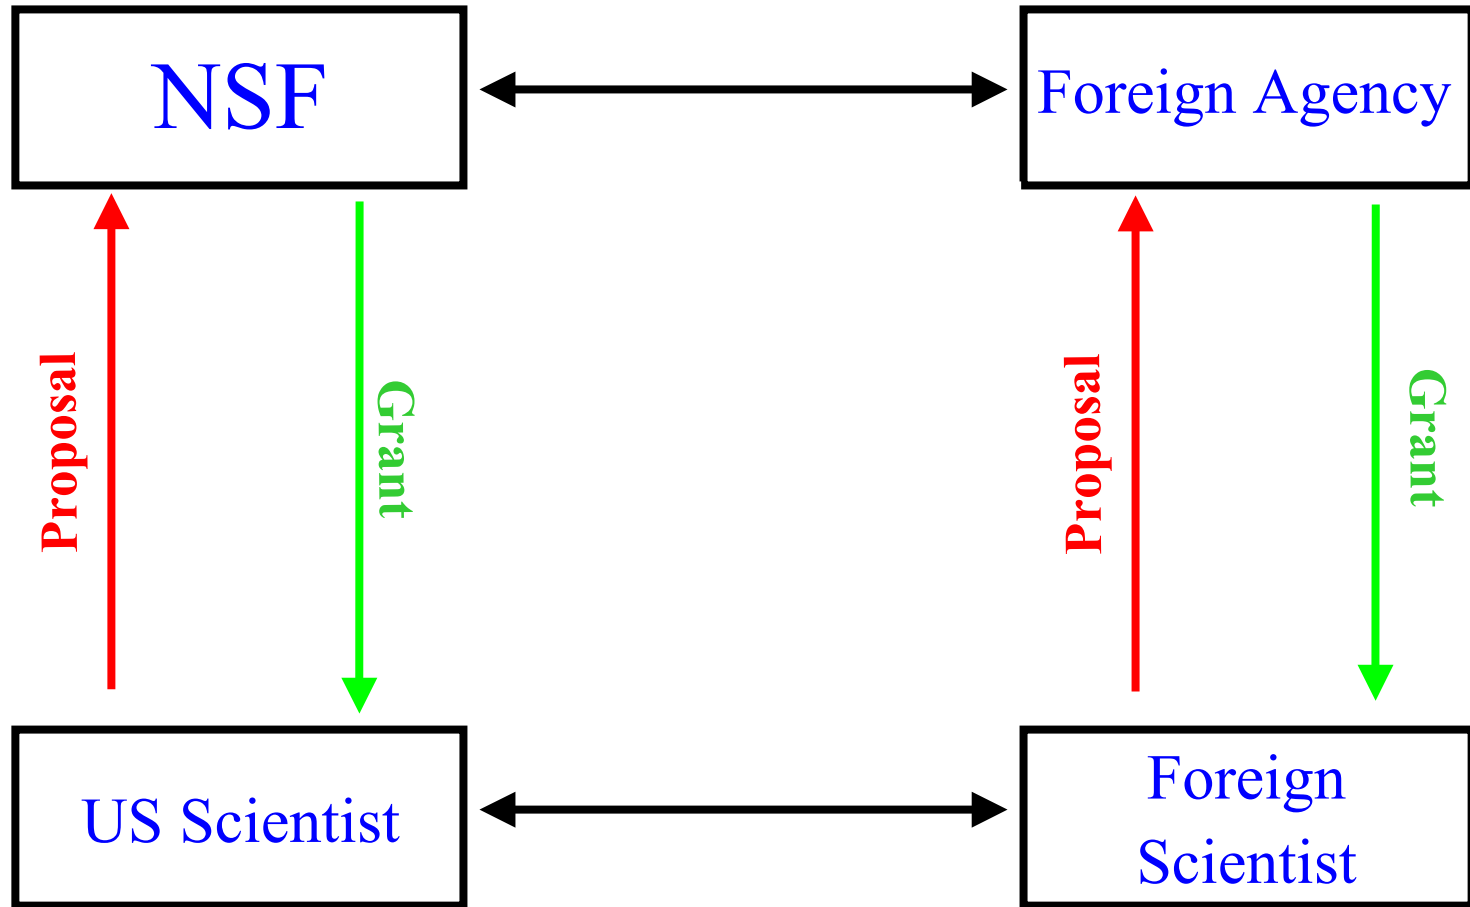 NSF
Foreign Agency
Proposal
Grant
Proposal
Grant
US Scientist
Foreign
Scientist